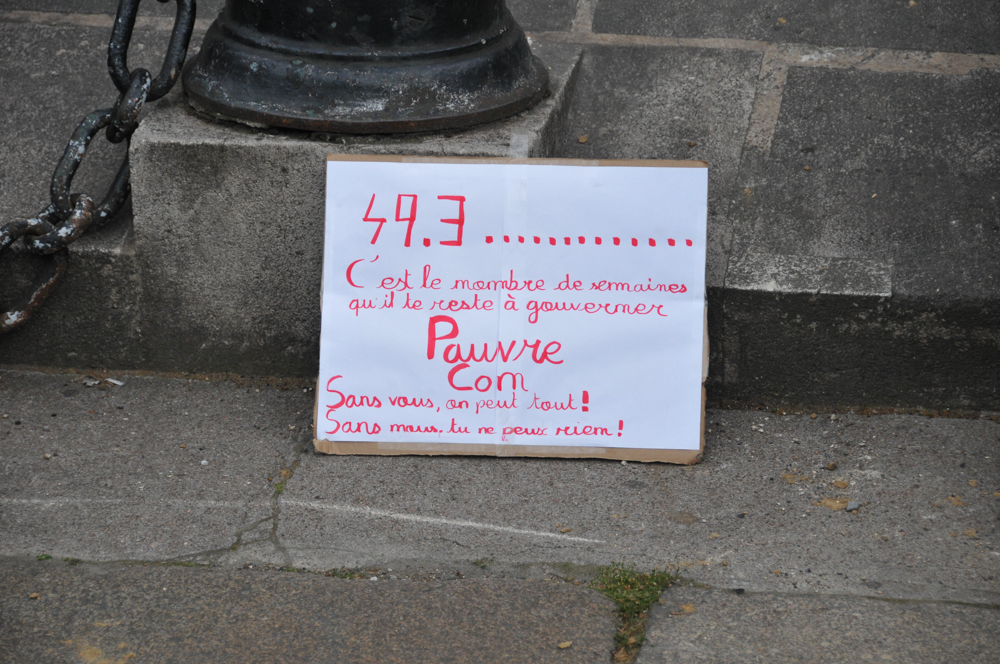 49.3 .............
C'est le nombre de semaines
qu'il te reste à gouverner
Pauvre
Com
Sans vous, on peut tout!
Sans nous, tu ne peux rien!